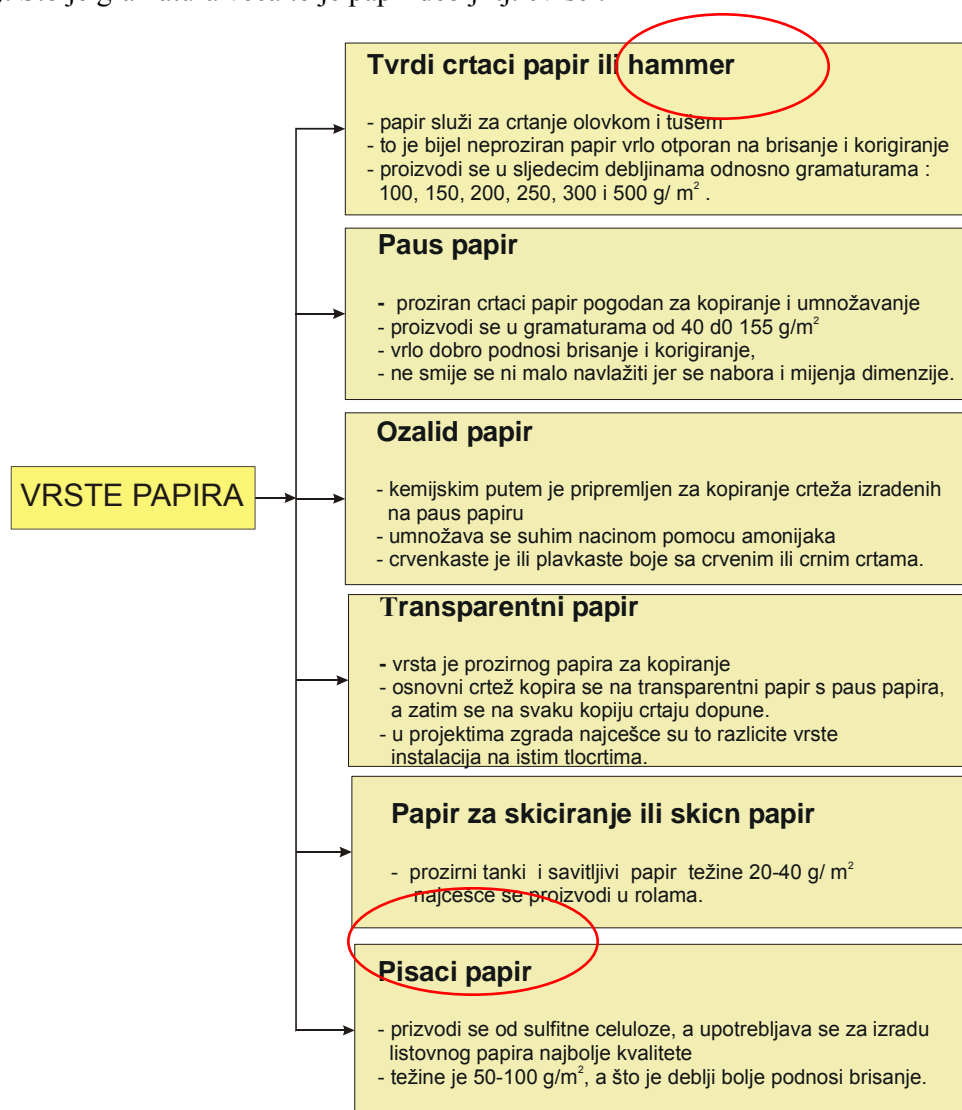 Tvrdi crtaci papir ili hammer
- papir služi za crtanje olovkom i tušem
- to je bijel neproziran papir vrlo otporan na brisanje i korigiranje
- proizvodi se u sljedecim debljinama odnosno gramaturama :
100, 150, 200, 250, 300 i 500 g/ m² .
Paus papir
- proziran crtaci papir pogodan za kopiranje i umnožavanje
- proizvodi se u gramaturama od 40 d0 155 g/m²
- vrlo dobro podnosi brisanje i korigiranje,
- ne smije se ni malo navlažiti jer se nabora i mijenja dimenzije.
Ozalid papir
VRSTE PAPIRA
- kemijskim putem je pripremljen za kopiranje crteža izradenih
na paus papiru
- umnožava se suhim nacinom pomocu amonijaka
- crvenkaste je ili plavkaste boje sa crvenim ili crnim crtama.
Transparentni papir
- vrsta je prozirnog papira za kopiranje
- osnovni crtež kopira se na transparentni papir s paus papira,
a zatim se na svaku kopiju crtaju dopune.
- u projektima zgrada najcešce su to razlicite vrste
instalacija na istim tlocrtima.
Papir za skiciranje ili skicn papir
- prozirni tanki i savitljivi papir težine 20-40 g/ m²
najcešce se proizvodi u rolama.
Pisaci papir
- prizvodi se od sulfitne celuloze, a upotrebljava se za izradu
listovnog papira najbolje kvalitete
- težine je 50-100 g/m², a što je deblji bolje podnosi brisanje.